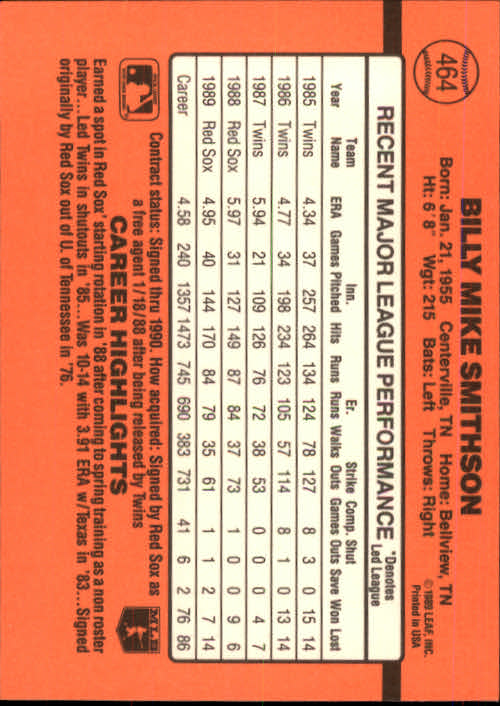 464
BILLY MIKE SMITHSON
Born: Jan. 21, 1955 Centerville, TN Home: Bellview, TN
Ht: 6' 8" Wgt: 215 Bats: Left Throws: Right
© 1989 LEAF, INC.
Printed in USA
RECENT MAJOR LEAGUE PERFORMANCE
*Denotes
Led League
Team Inn. Er. Strike Comp. Shut
Year Name ERA Games Pitched Hits Runs Runs Walks Outs Games Outs Save Won Lost
1985 Twins 4.34 37 257 264 134 124 78 127 8 3 0 15 14
1986 Twins 4.77 34 198 234 123 105 57 114 8 1 0 13 14
1987 Twins 5.94 21 109 126 76 72 38 53 0 0 0 4 7
1988 Red Sox 5.97 31 127 149 87 84 37 73 1 0 0 9 6
1989 Red Sox 4.95 40 144 170 84 79 35 61 1 1 2 7 14
Career 4.58 240 1357 1473 745 690 383 731 41 6 2 76 86
Contract status: Signed thru 1990. How acquired: Signed by Red Sox as
a free agent 1/18/88 after being released by Twins
CAREER HIGHLIGHTS
MLB
Earned a spot in Red Sox' starting rotation in '88 after coming to spring training as a non roster
player...Led Twins in shutouts in '85...Was 10-14 with 3.91 ERA w/Texas in '83...Signed
originally by Red Sox out of U. of Tennessee in '76.